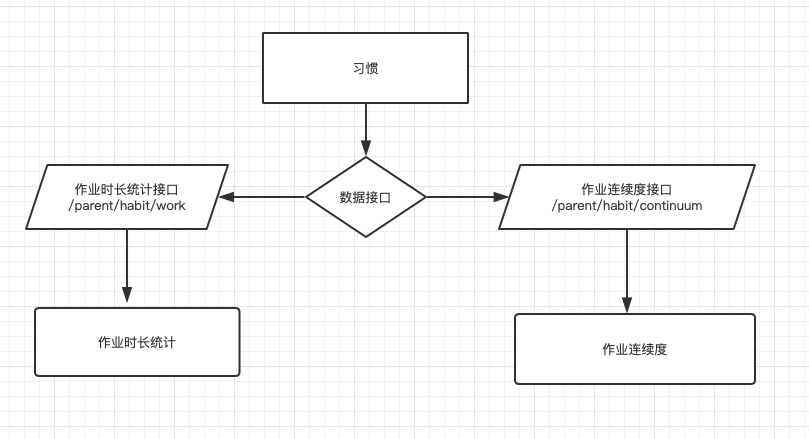 习惯
作业时长统计接口
/parent/habit/work
数据接口
作业连续度接口
/parent/habit/continuum
作业时长统计
作业连续度